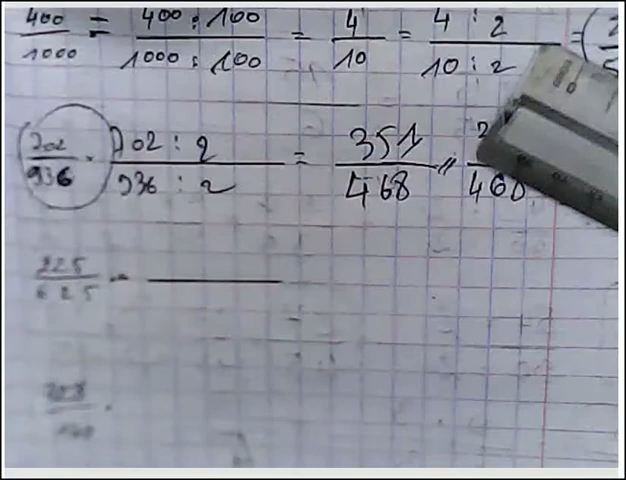 400/1000 = 400 : 100/1000 : 100 = 4/10 = 4 : 2/10 : 2 =
702/936 = 702 : 2/936 : 2 = 351/468 =
225/625 =